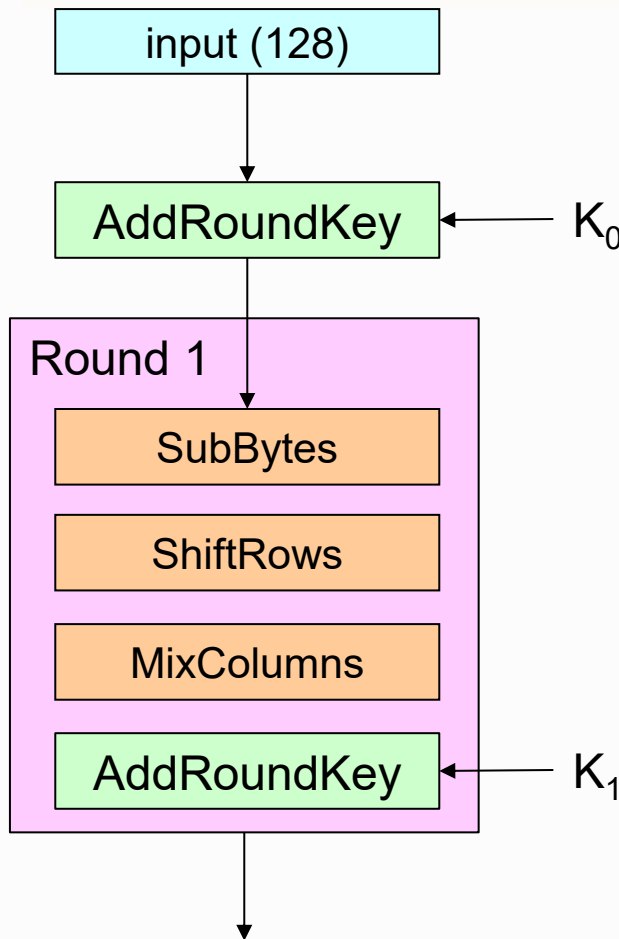 input (128)
AddRoundKey
K₀
Round 1
SubBytes
ShiftRows
MixColumns
AddRoundKey
K₁